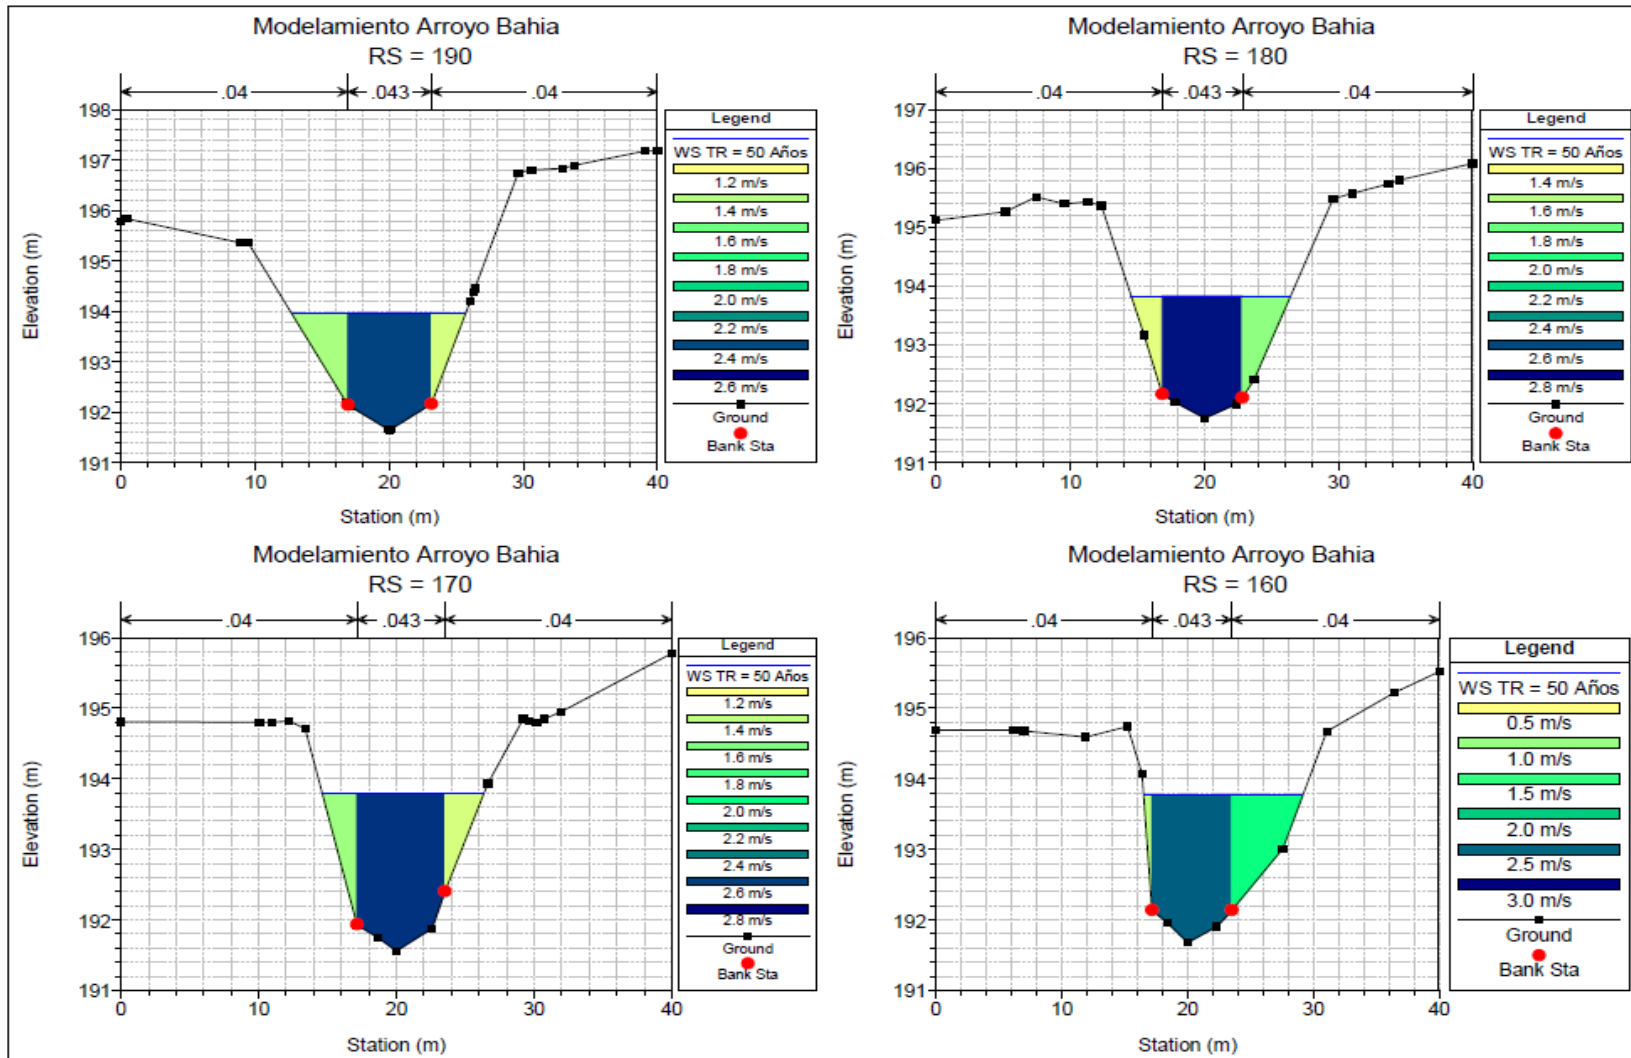 Modelamiento Arroyo Bahia
RS = 190
.04 .043 .04
Legend
WS TR = 50 Años
1.2 m/s
1.4 m/s
1.6 m/s
1.8 m/s
2.0 m/s
2.2 m/s
2.4 m/s
2.6 m/s
Ground
Bank Sta
198
197
196
195
194
193
192
191
Elevation (m)
0 10 20 30 40
Station (m)
Modelamiento Arroyo Bahia
RS = 180
.04 .043 .04
Legend
WS TR = 50 Años
1.4 m/s
1.6 m/s
1.8 m/s
2.0 m/s
2.2 m/s
2.4 m/s
2.6 m/s
2.8 m/s
Ground
Bank Sta
197
196
195
194
193
192
191
Elevation (m)
0 10 20 30 40
Station (m)
Modelamiento Arroyo Bahia
RS = 170
.04 .043 .04
Legend
WS TR = 50 Años
1.2 m/s
1.4 m/s
1.6 m/s
1.8 m/s
2.0 m/s
2.2 m/s
2.4 m/s
2.6 m/s
2.8 m/s
Ground
Bank Sta
196
195
194
193
192
191
Elevation (m)
0 10 20 30 40
Station (m)
Modelamiento Arroyo Bahia
RS = 160
.04 .043 .04
Legend
WS TR = 50 Años
0.5 m/s
1.0 m/s
1.5 m/s
2.0 m/s
2.5 m/s
3.0 m/s
Ground
Bank Sta
196
195
194
193
192
191
Elevation (m)
0 10 20 30 40
Station (m)